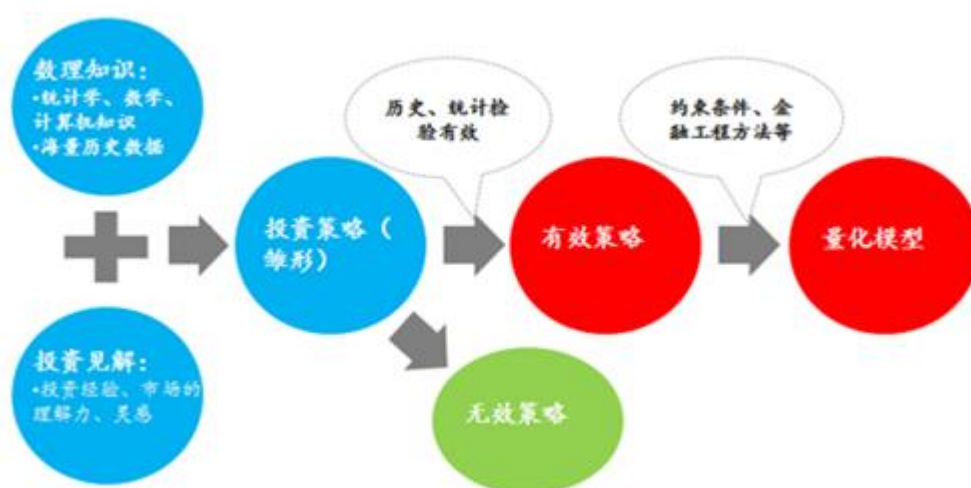 数理知识：
•统计学、数学、
计算机知识
•海量历史数据
投资见解：
•投资经验、市场的
理解力、灵感
投资策略（
雏形）
历史、统计检
验有效
有效策略
无效策略
约束条件、金
融工程方法等
量化模型